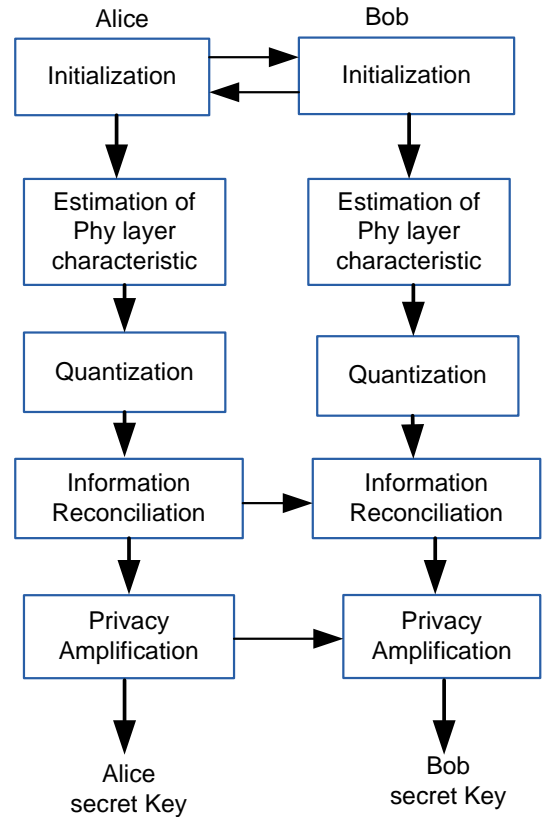 Alice
Bob
Initialization
Initialization
Estimation of
Phy layer
characteristic
Estimation of
Phy layer
characteristic
Quantization
Quantization
Information
Reconciliation
Information
Reconciliation
Privacy
Amplification
Privacy
Amplification
Alice
secret Key
Bob
secret Key